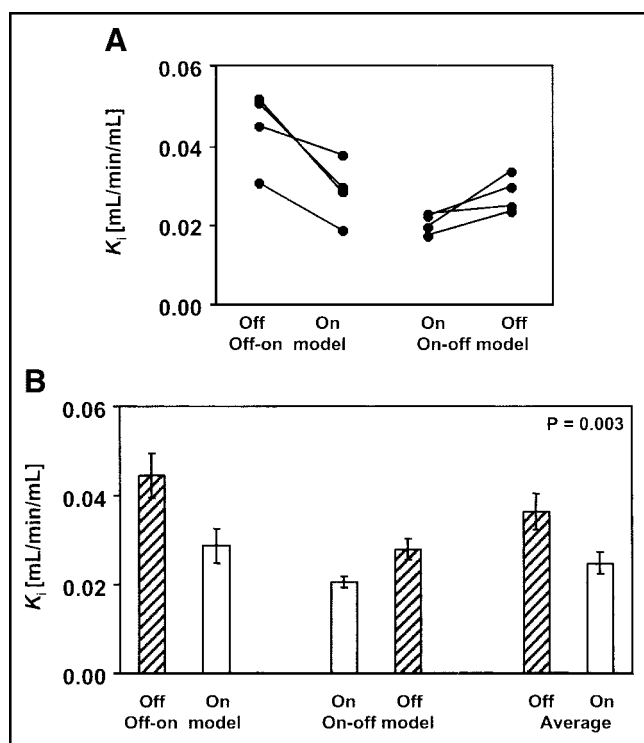 A
0.06
0.04
0.02
0.00
K_i [mL/min/mL]
Off On On Off
Off-on model On-off model
B
P = 0.003
0.06
0.04
0.02
0.00
K_i [mL/min/mL]
Off On On Off Off On
Off-on model On-off model Average